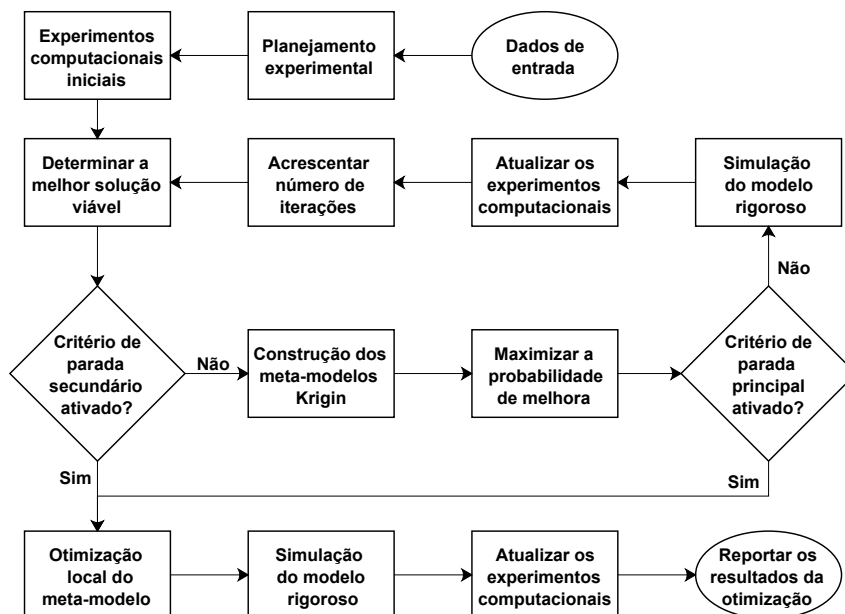 Experimentos
computacionais
iniciais
Planejamento
experimental
Dados de
entrada
Determinar a
melhor solução
viável
Acrescentar
número de
iterações
Atualizar os
experimentos
computacionais
Simulação
do modelo
rigoroso
Não
Critério de
parada
secundário
ativado?
Não
Construção dos
meta-modelos
Krigin
Maximizar a
probabilidade
de melhora
Critério de
parada
principal
ativado?
Sim
Sim
Otimização
local do
meta-modelo
Simulação
do modelo
rigoroso
Atualizar os
experimentos
computacionais
Reportar os
resultados da
otimização